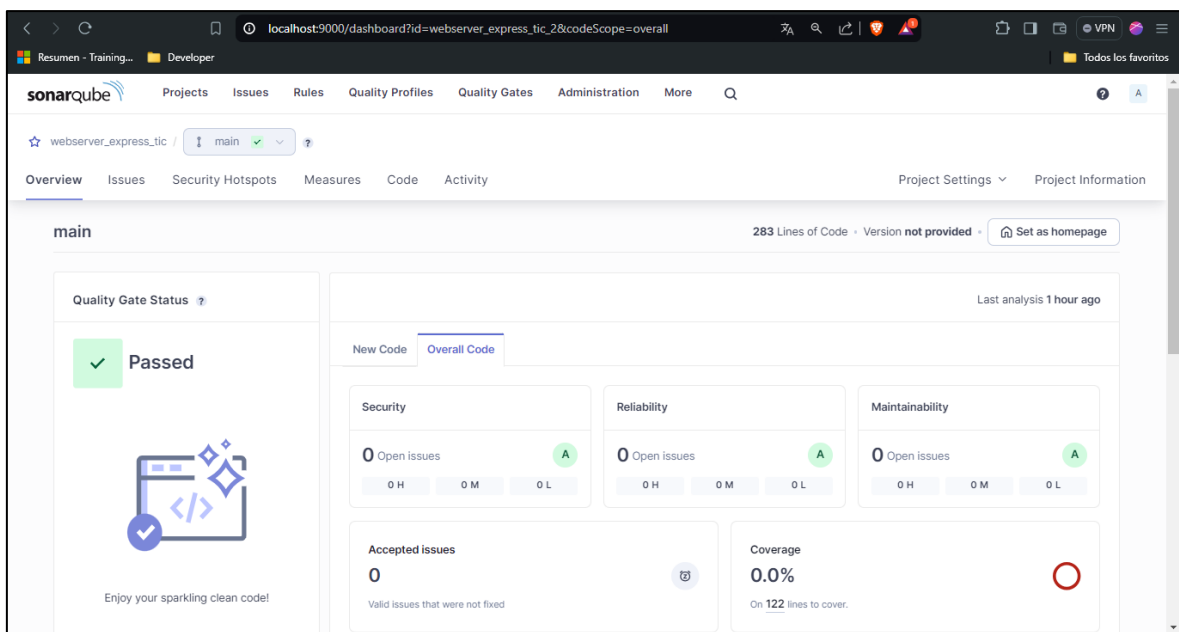 localhost:9000/dashboard?id=webserver_express_tic_2&codeScope=overall
VPN
Resumen - Training...
Developer
Todos los favoritos
sonarqube
Projects
Issues
Rules
Quality Profiles
Quality Gates
Administration
More
A
webserver_express_tic / main
Overview
Issues
Security Hotspots
Measures
Code
Activity
Project Settings
Project Information
main
283 Lines of Code • Version not provided •
Set as homepage
Quality Gate Status
Last analysis 1 hour ago
Passed
New Code
Overall Code
Security
Reliability
Maintainability
0 Open issues A
0 Open issues A
0 Open issues A
0 H 0 M 0 L
0 H 0 M 0 L
0 H 0 M 0 L
Accepted issues
0
Valid issues that were not fixed
Coverage
0.0%
On 122 lines to cover.
Enjoy your sparkling clean code!